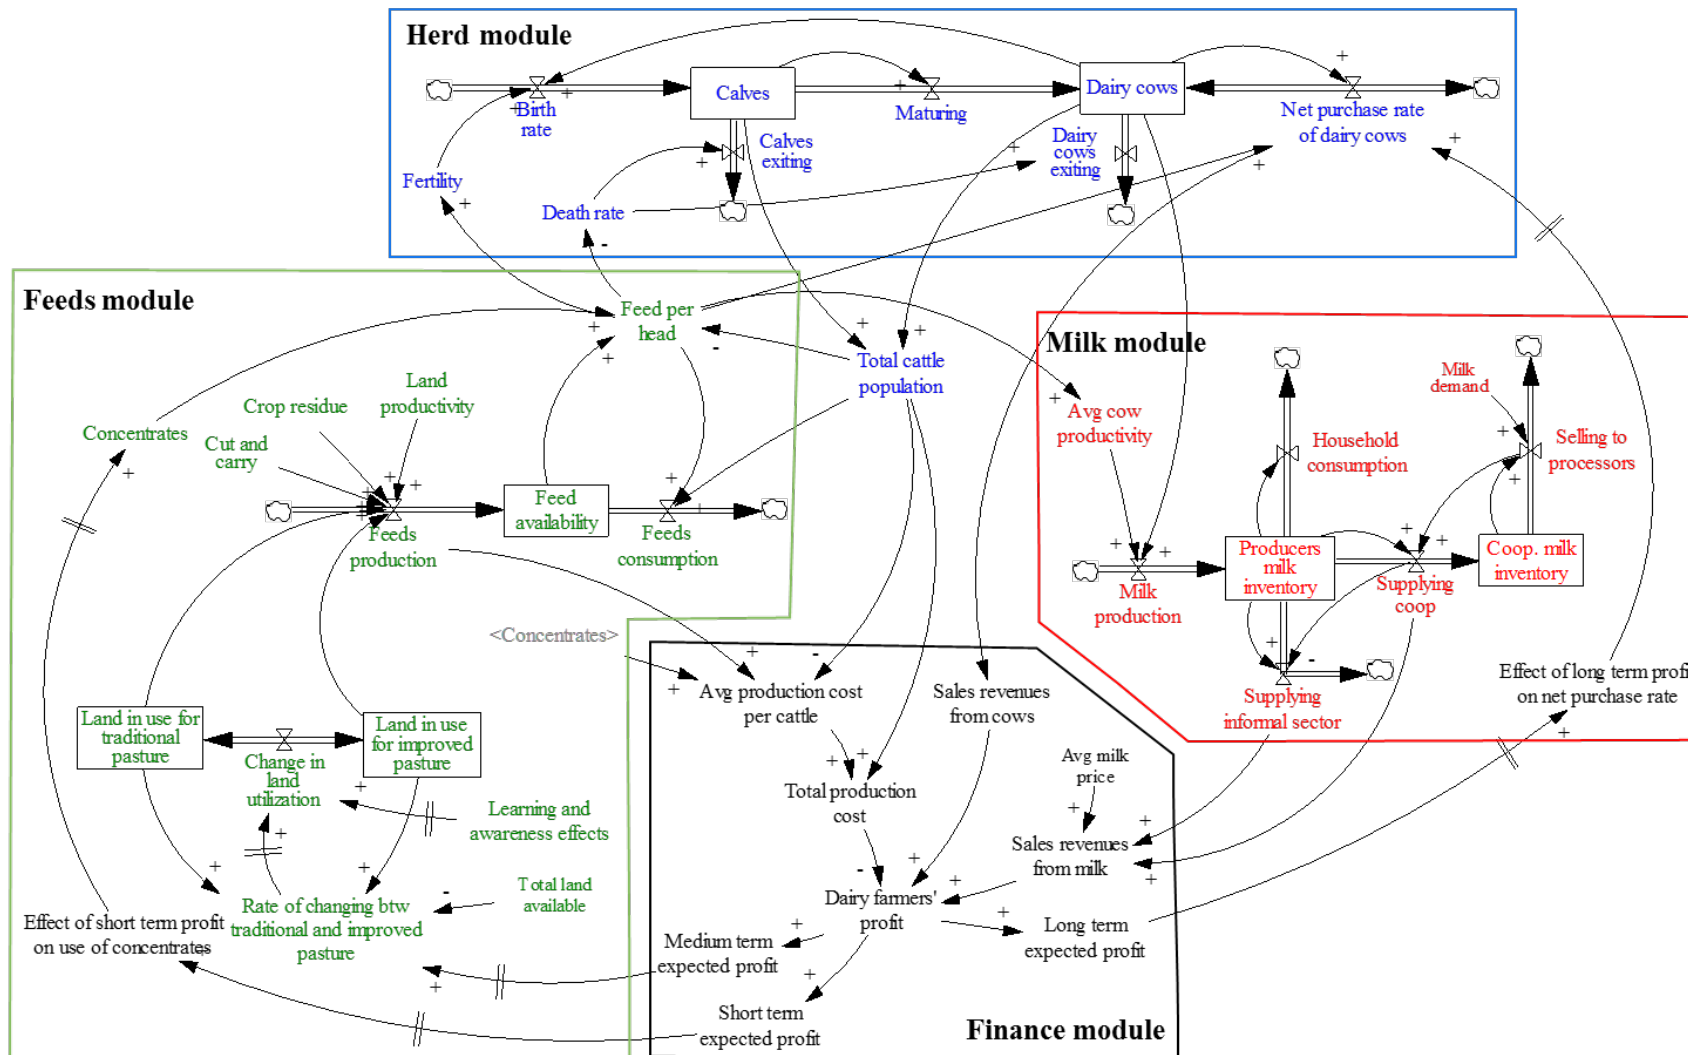 Herd module
Calves
Dairy cows
Birth
rate
Maturing
Net purchase rate
of dairy cows
Calves
exiting
Dairy
cows
exiting
Fertility
Death rate
Feeds module
Feed per
head
Total cattle
population
Land
productivity
Crop residue
Concentrates
Cut and
carry
Feed
availability
Feeds
production
Feeds
consumption
<Concentrates>
Land in use for
traditional
pasture
Land in use
for improved
pasture
Change in
land
utilization
Learning and
awareness effects
Total land
available
Rate of changing btw
traditional and improved
pasture
Effect of short term profit
on use of concentrates
Milk module
Milk
demand
Avg cow
productivity
Household
consumption
Selling to
processors
Producers
milk
inventory
Coop. milk
inventory
Milk
production
Supplying
coop
Supplying
informal sector
Effect of long term profit
on net purchase rate
Avg production cost
per cattle
Sales revenues
from cows
Avg milk
price
Total production
cost
Sales revenues
from milk
Dairy farmers'
profit
Medium term
expected profit
Long term
expected profit
Short term
expected profit
Finance module